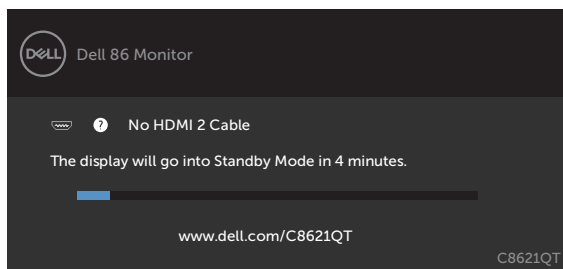 DELL Dell 86 Monitor
? No HDMI 2 Cable
The display will go into Standby Mode in 4 minutes.
www.dell.com/C8621QT
C8621QT